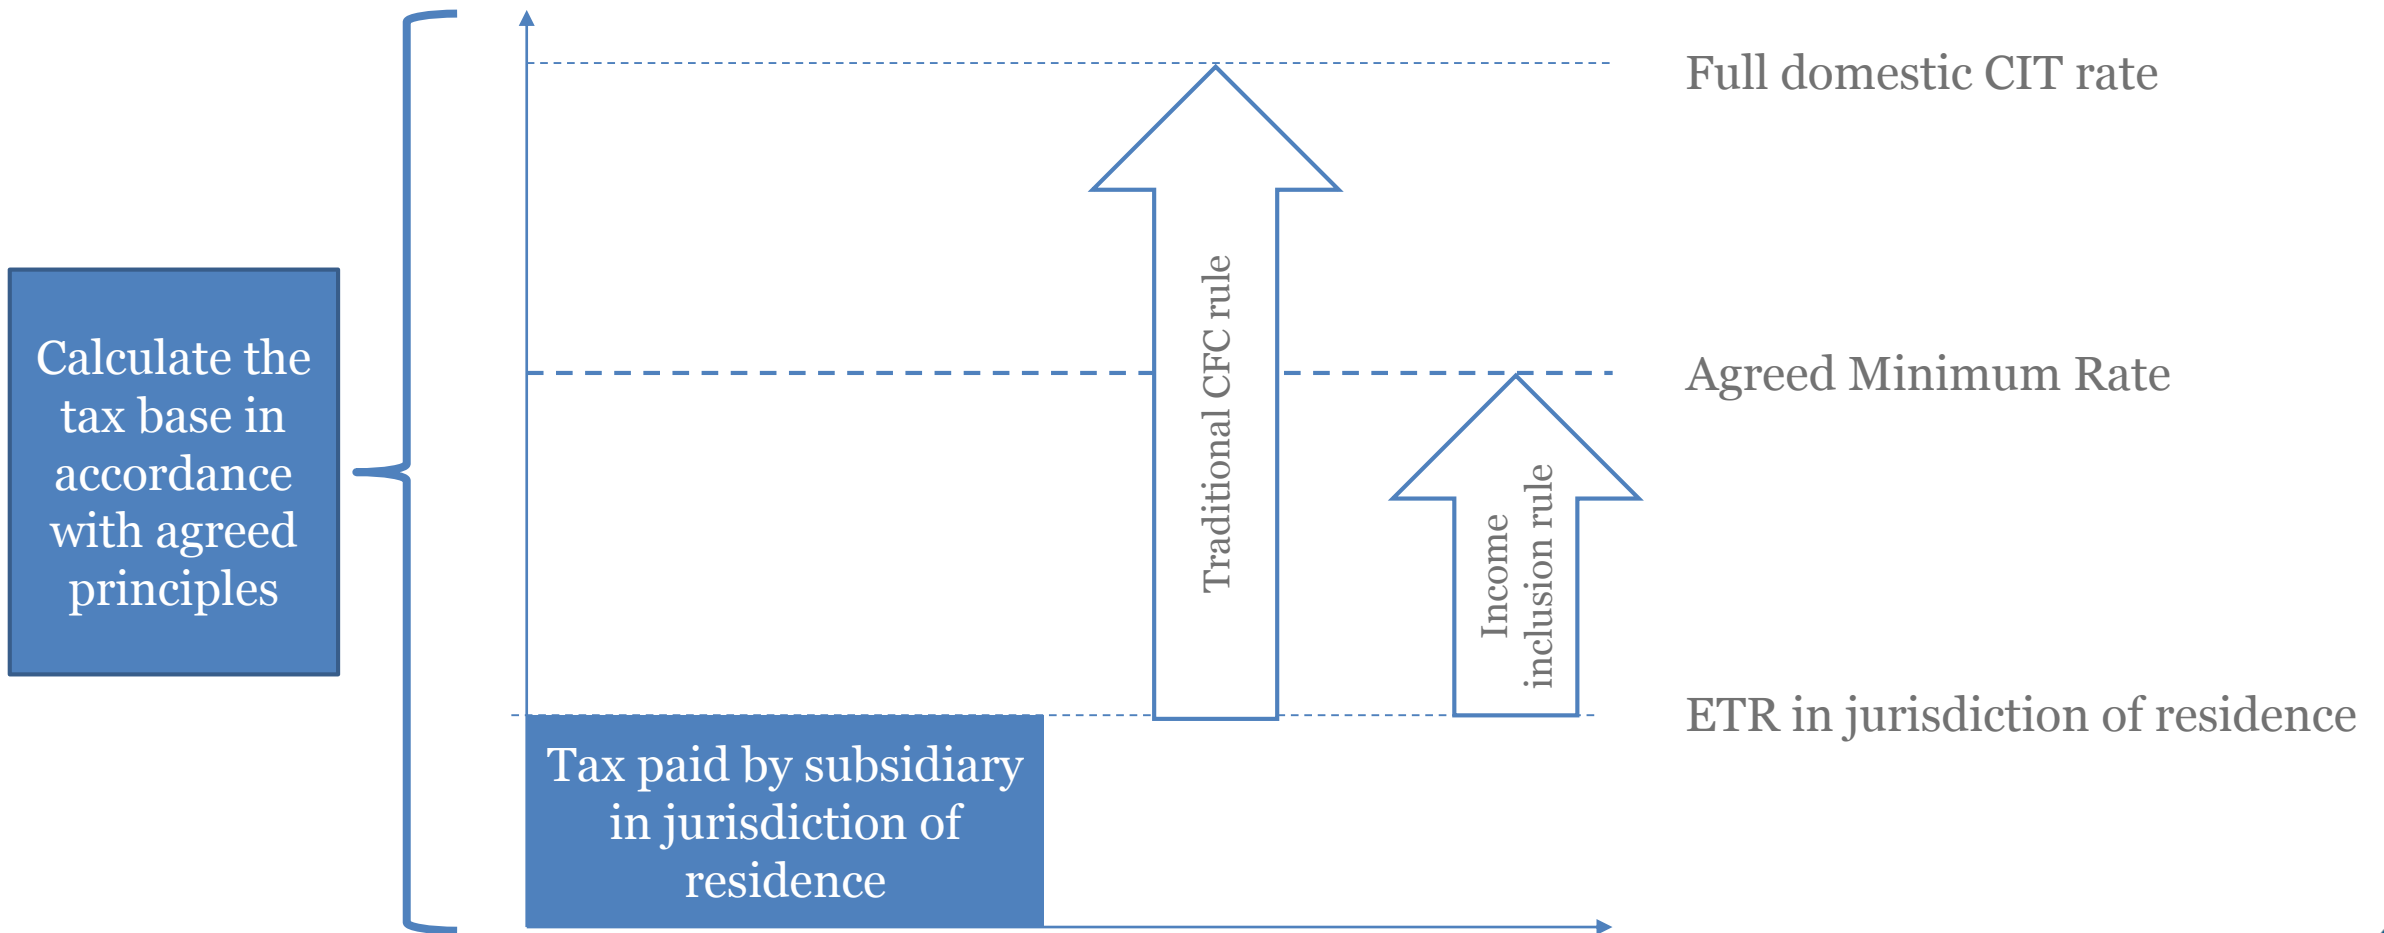 Calculate the
tax base in
accordance
with agreed
principles
Full domestic CIT rate
Traditional CFC rule
Agreed Minimum Rate
Income
inclusion rule
ETR in jurisdiction of residence
Tax paid by subsidiary
in jurisdiction of
residence